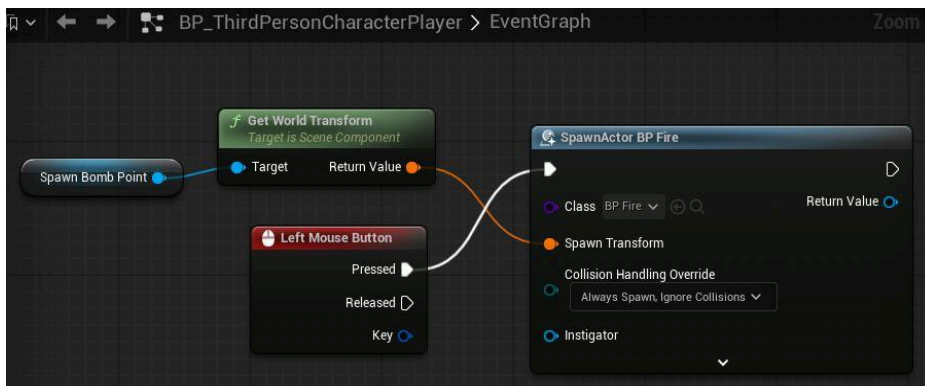 BP_ThirdPersonCharacterPlayer > EventGraph
Zoom
Get World Transform
Target is Scene Component
Target
Return Value
Spawn Bomb Point
Left Mouse Button
Pressed
Released
Key
SpawnActor BP Fire
Class BP Fire
Return Value
Spawn Transform
Collision Handling Override
Always Spawn, Ignore Collisions
Instigator